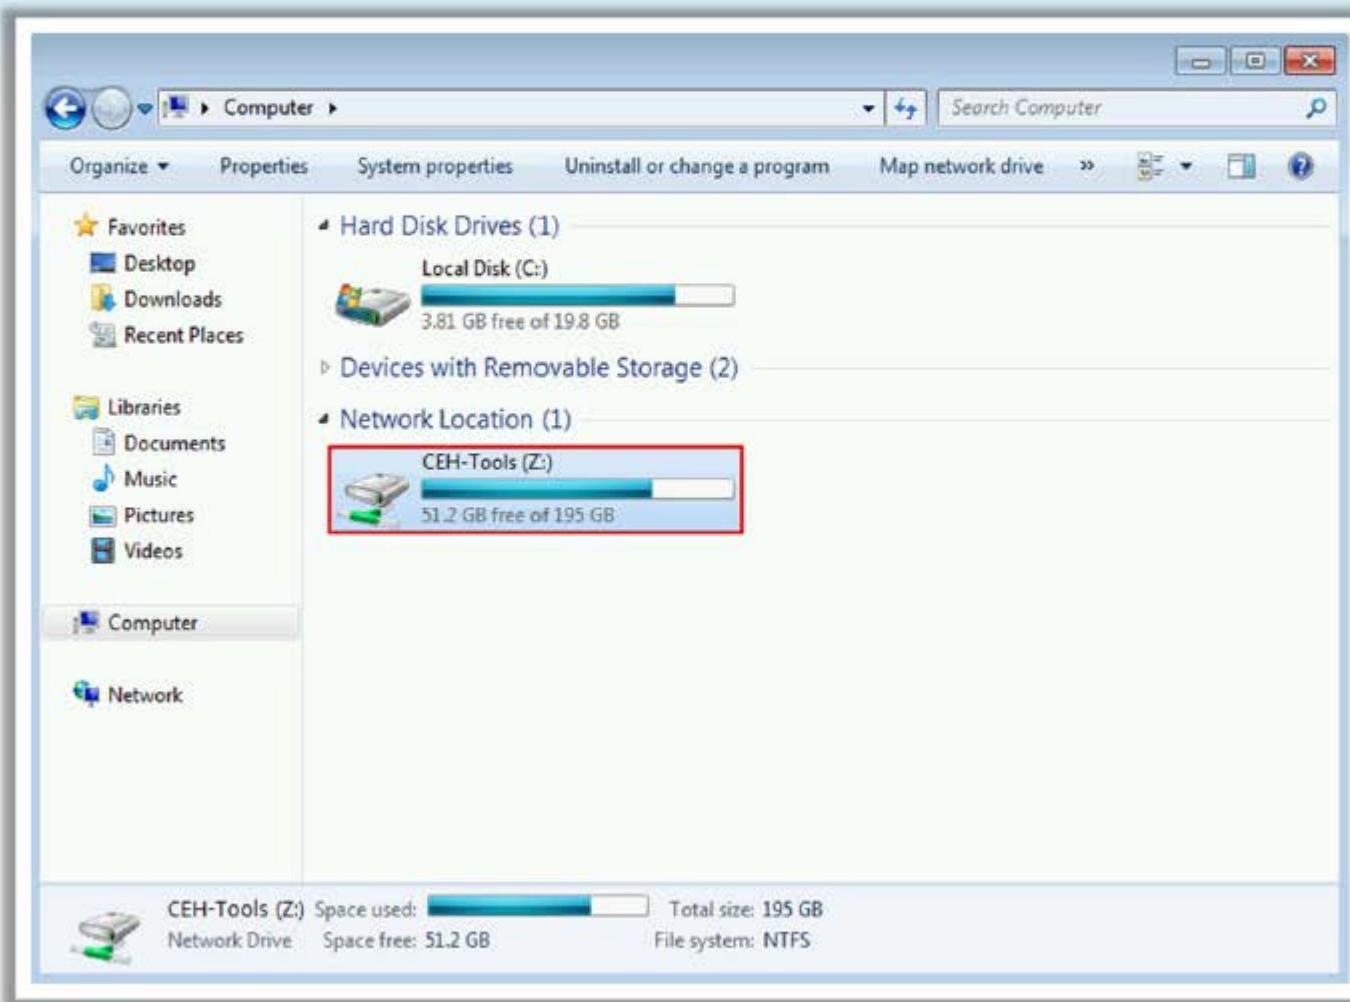 Computer
Search Computer
Organize Properties System properties Uninstall or change a program Map network drive »
Favorites
Desktop
Downloads
Recent Places
Libraries
Documents
Music
Pictures
Videos
Computer
Network
Hard Disk Drives (1)
Local Disk (C:)
3.81 GB free of 19.8 GB
Devices with Removable Storage (2)
Network Location (1)
CEH-Tools (Z:)
51.2 GB free of 195 GB
CEH-Tools (Z:) Space used: Total size: 195 GB
Network Drive Space free: 51.2 GB File system: NTFS